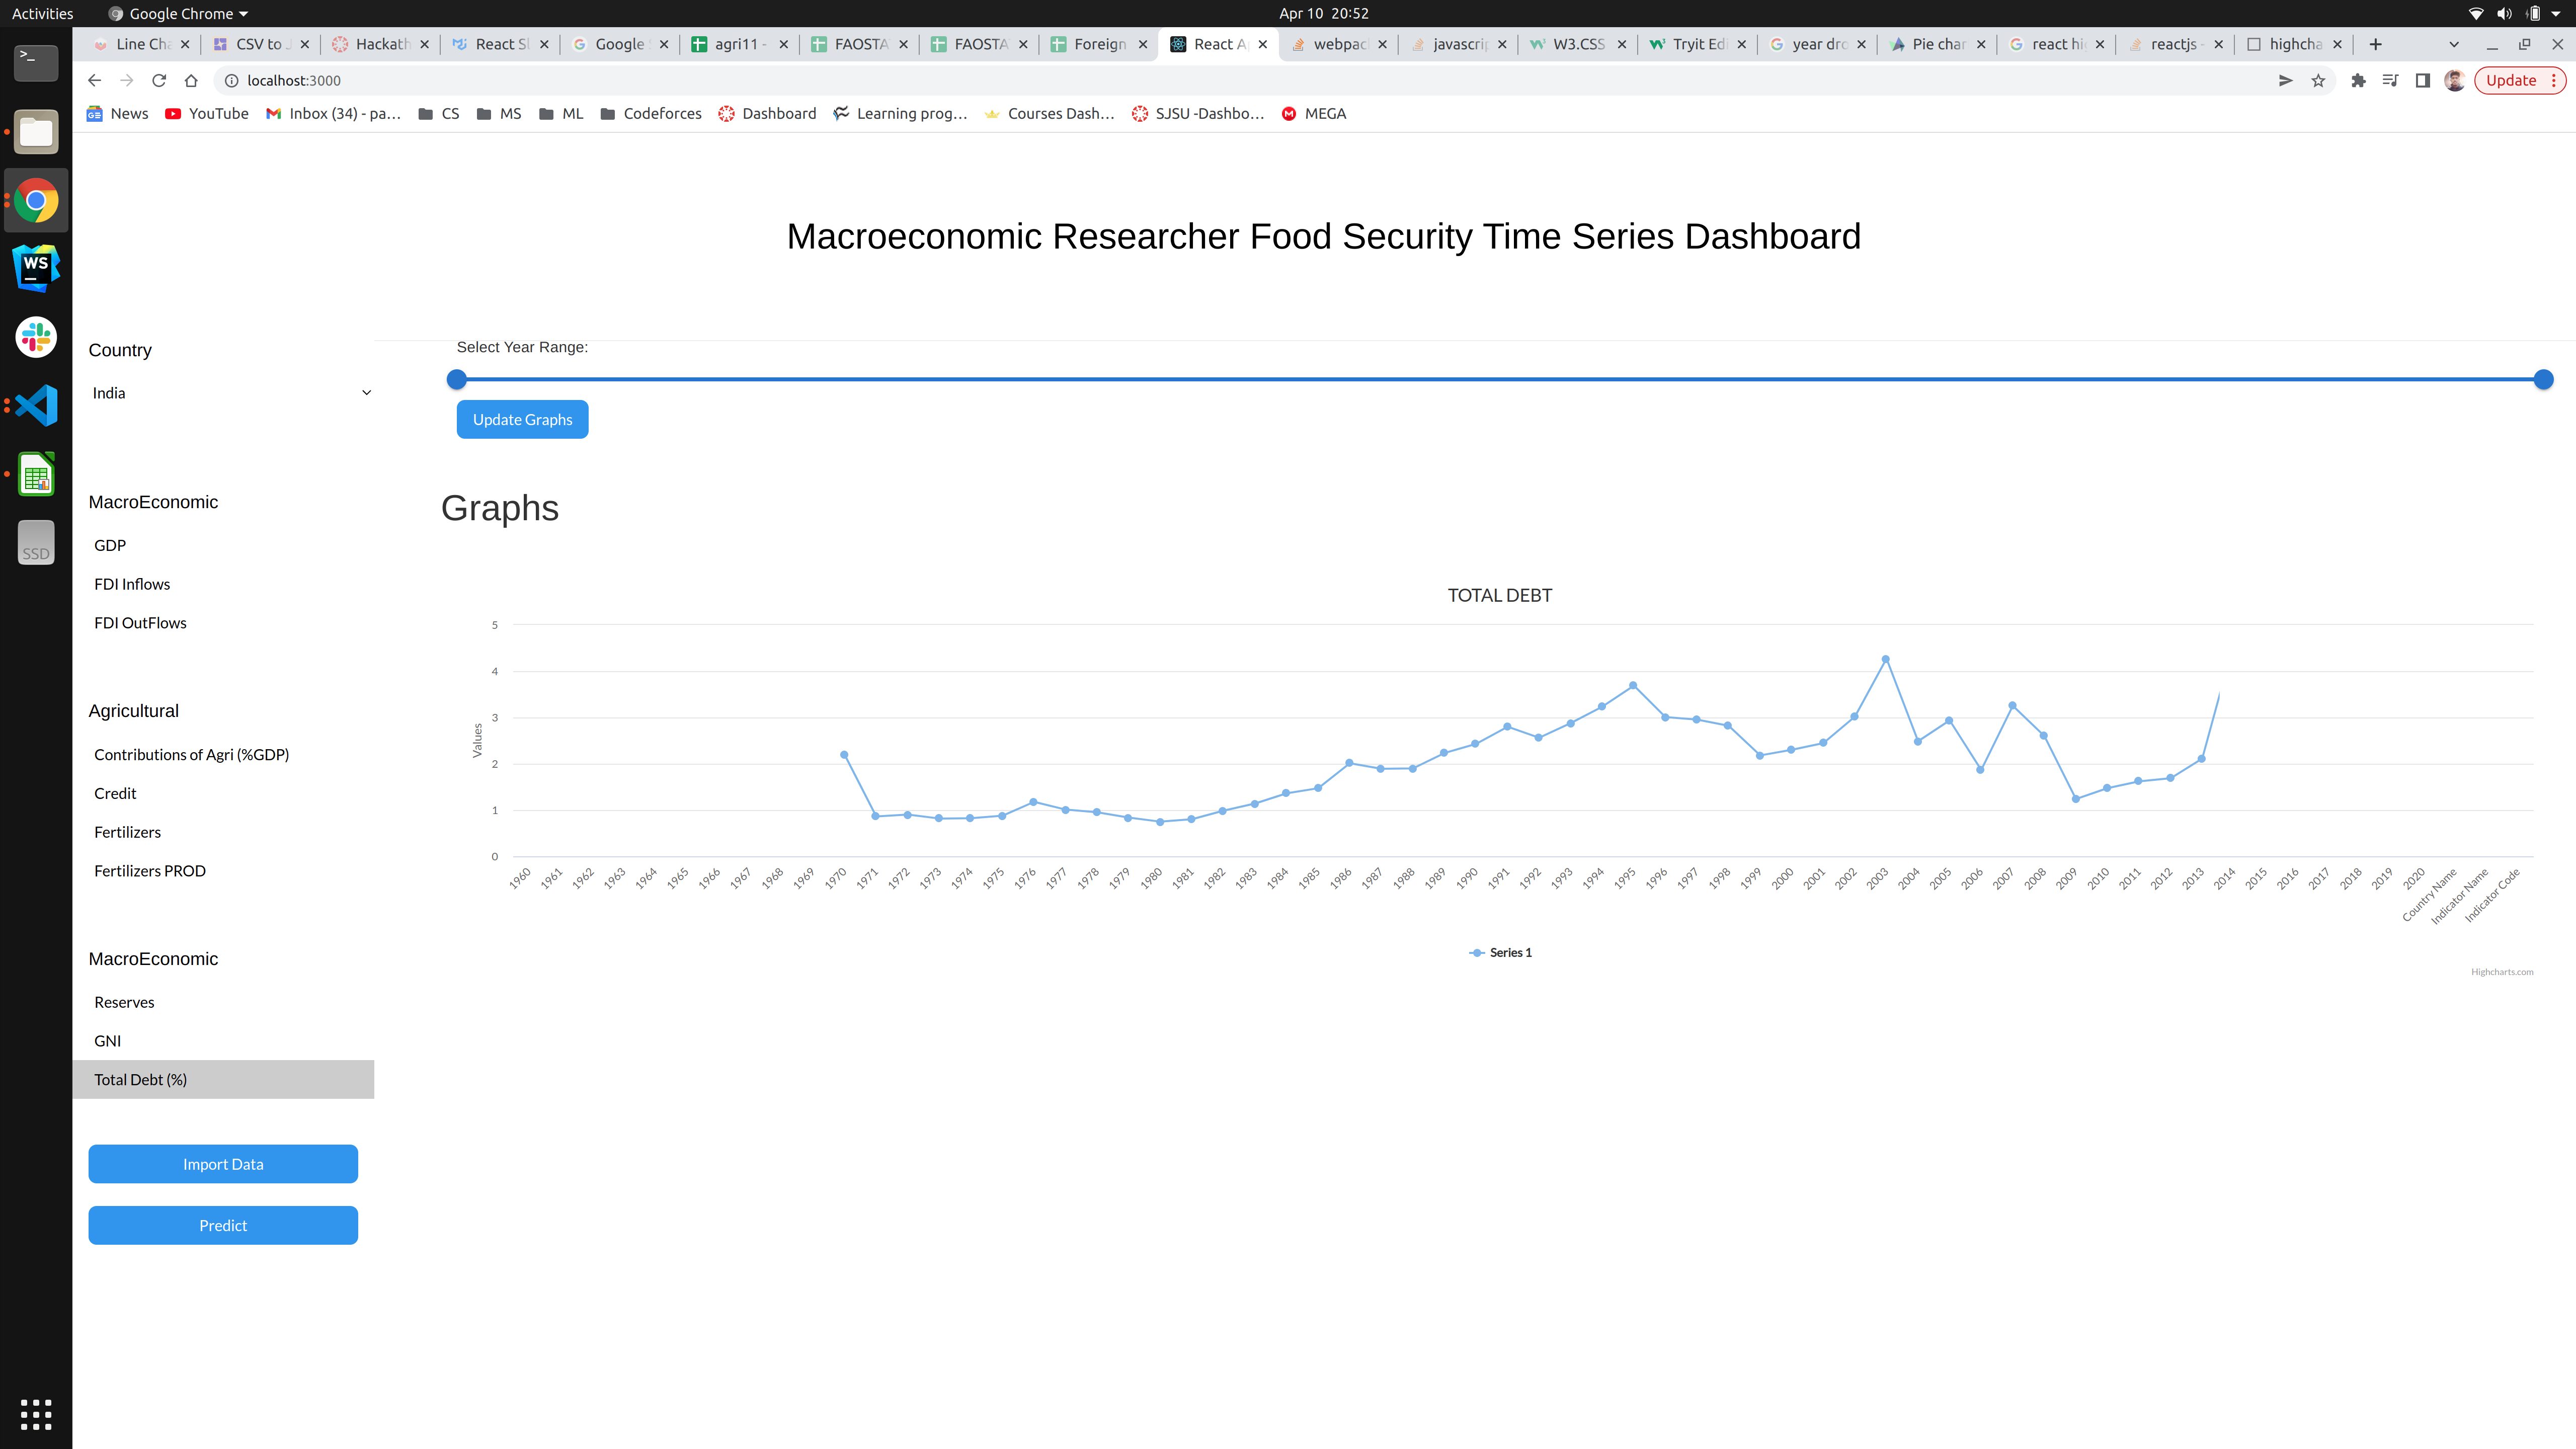 Activities Google Chrome Apr 10 20:52
Line Cha CSV to J Hackath React Sl Google S agri11 - FAOSTA FAOSTA Foreign React Ap webpac javascrip W3.CSS Tryit Edi year dro Pie char react hi reactjs - highcha
localhost:3000 Update
News YouTube Inbox (34) - pa... CS MS ML Codeforces Dashboard Learning prog... Courses Dash... SJSU -Dashbo... MEGA
WS
SSD
Macroeconomic Researcher Food Security Time Series Dashboard
Country
India
MacroEconomic
GDP
FDI Inflows
FDI OutFlows
Agricultural
Contributions of Agri (%GDP)
Credit
Fertilizers
Fertilizers PROD
MacroEconomic
Reserves
GNI
Total Debt (%)
Import Data
Predict
Select Year Range:
Update Graphs
Graphs
TOTAL DEBT
Values
5
4
3
2
1
0
1960 1961 1962 1963 1964 1965 1966 1967 1968 1969 1970 1971 1972 1973 1974 1975 1976 1977 1978 1979 1980 1981 1982 1983 1984 1985 1986 1987 1988 1989 1990 1991 1992 1993 1994 1995 1996 1997 1998 1999 2000 2001 2002 2003 2004 2005 2006 2007 2008 2009 2010 2011 2012 2013 2014 2015 2016 2017 2018 2019 2020 Country Name Indicator Name Indicator Code
Series 1
Highcharts.com